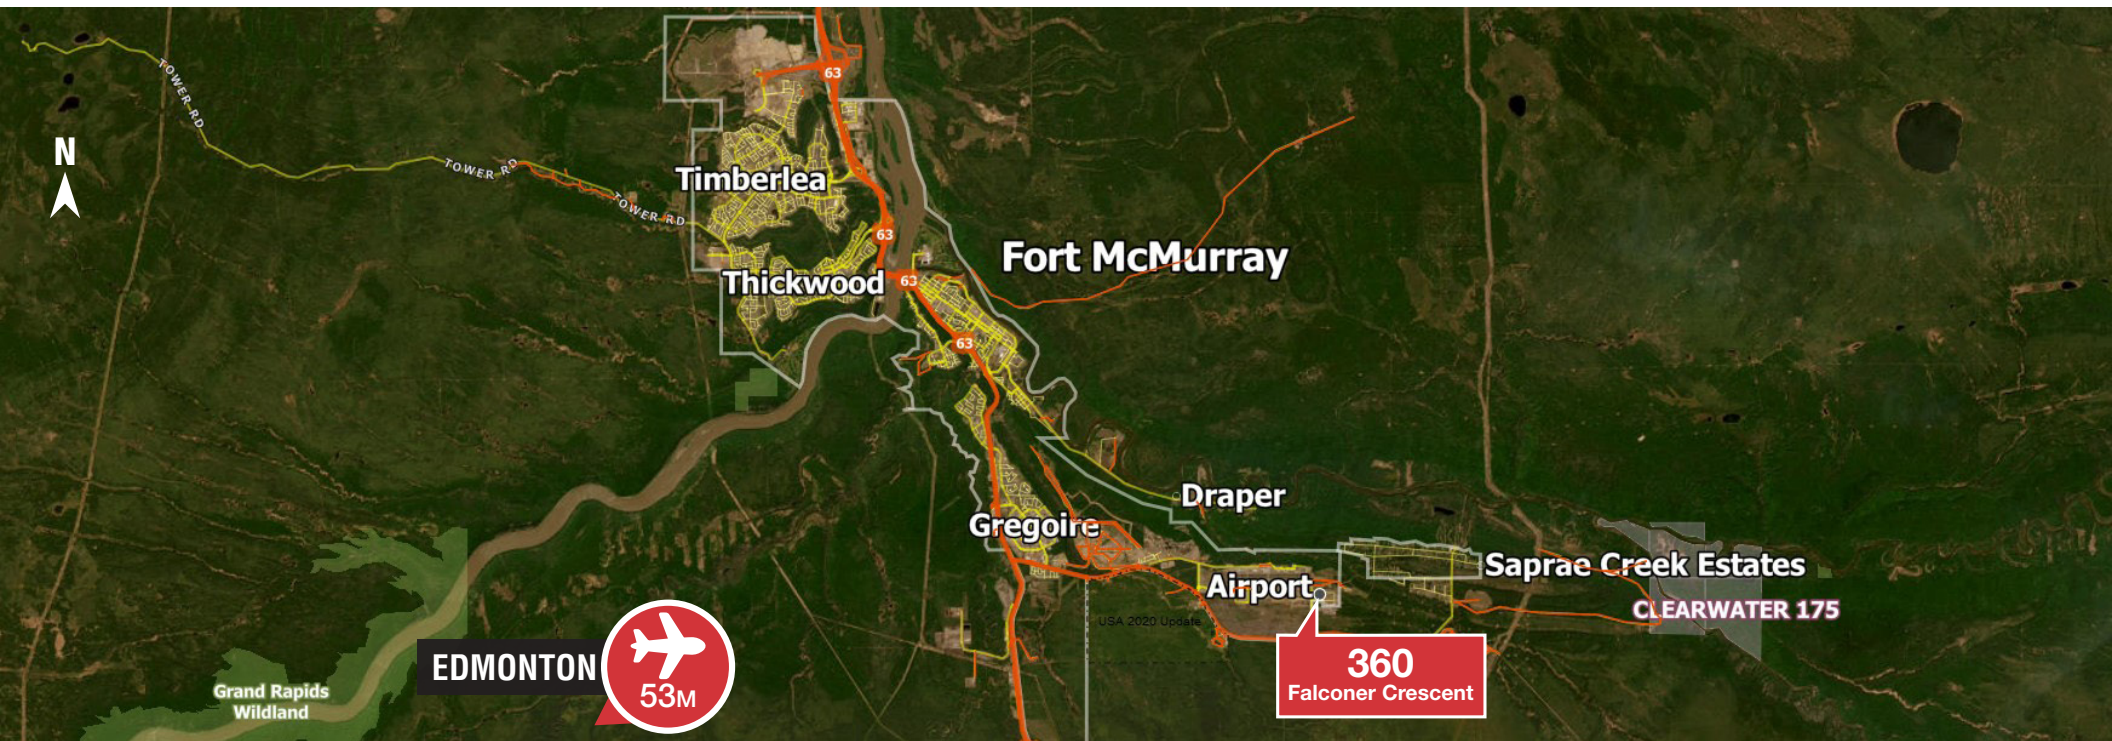 TOWER RD
63
N
TOWER RD
Timberlea
TOWER RD
63
Fort McMurray
Thickwood
63
63
Draper
Gregoire
Saprae Creek Estates
Airport
CLEARWATER 175
USA 2020 Update
EDMONTON
53M
360
Falconer Crescent
Grand Rapids
Wildland